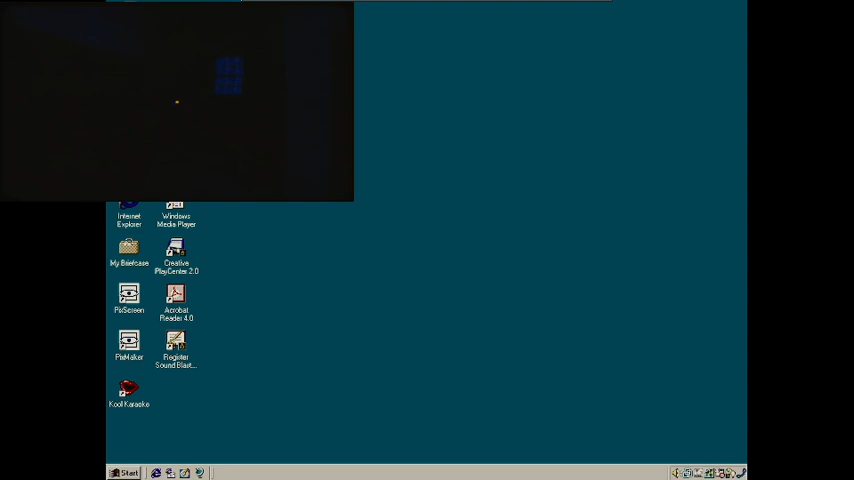 Internet
Explorer
Windows
Media Player
My Briefcase
Creative
PlayCenter 2.0
PixScreen
Acrobat
Reader 4.0
PixMaker
Register
Sound Blast...
Kool Karaoke
Start